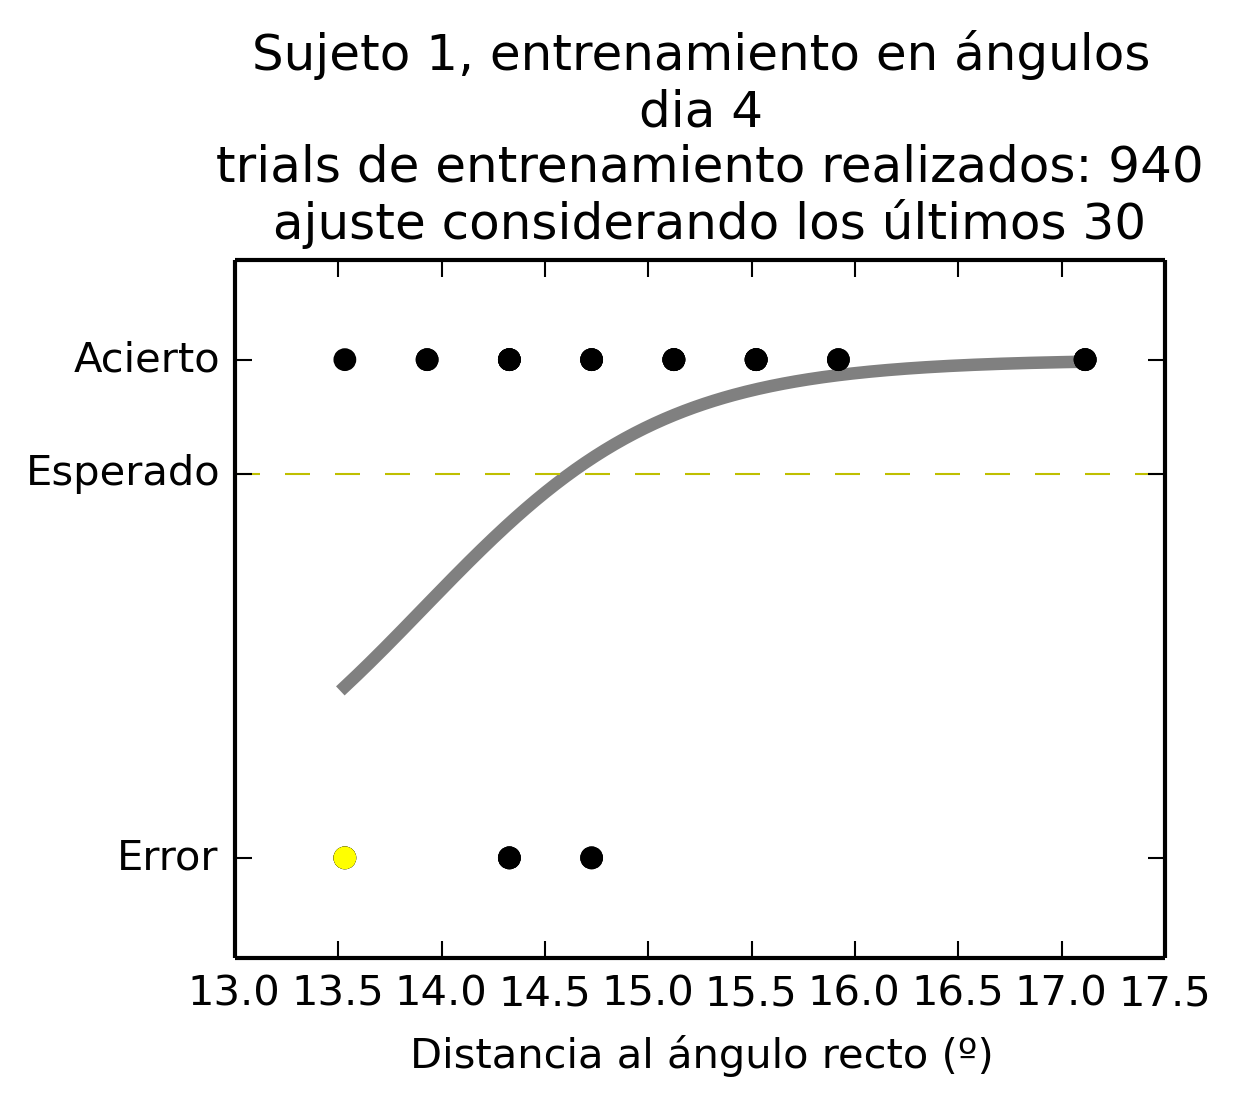 Sujeto 1, entrenamiento en ángulos
dia 4
trials de entrenamiento realizados: 940
ajuste considerando los últimos 30
Acierto
Esperado
Error
13.0 13.5 14.0 14.5 15.0 15.5 16.0 16.5 17.0 17.5
Distancia al ángulo recto (º)